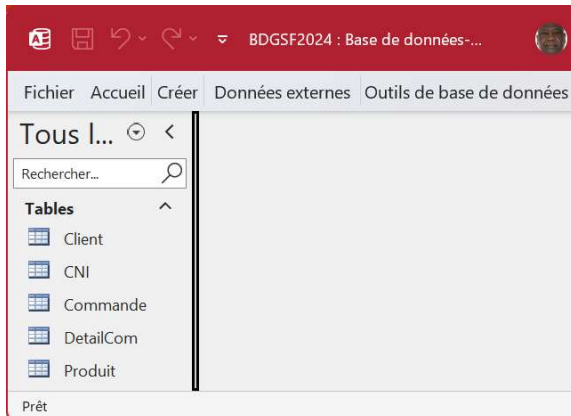 BDGSF2024 : Base de données-...
Fichier Accueil Créer Données externes Outils de base de données
Tous l...
Rechercher...
Tables
Client
CNI
Commande
DetailCom
Produit
Prêt